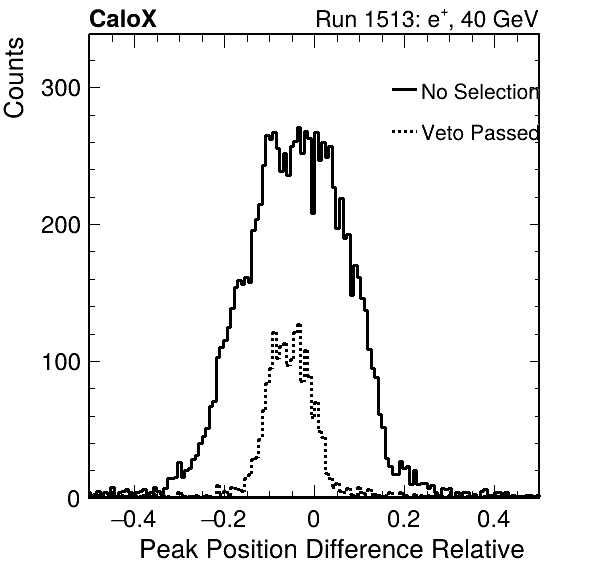 CaloX Run 1513: e⁺, 40 GeV
Counts
300
No Selection
Veto Passed
200
100
0
−0.4 −0.2 0 0.2 0.4
Peak Position Difference Relative